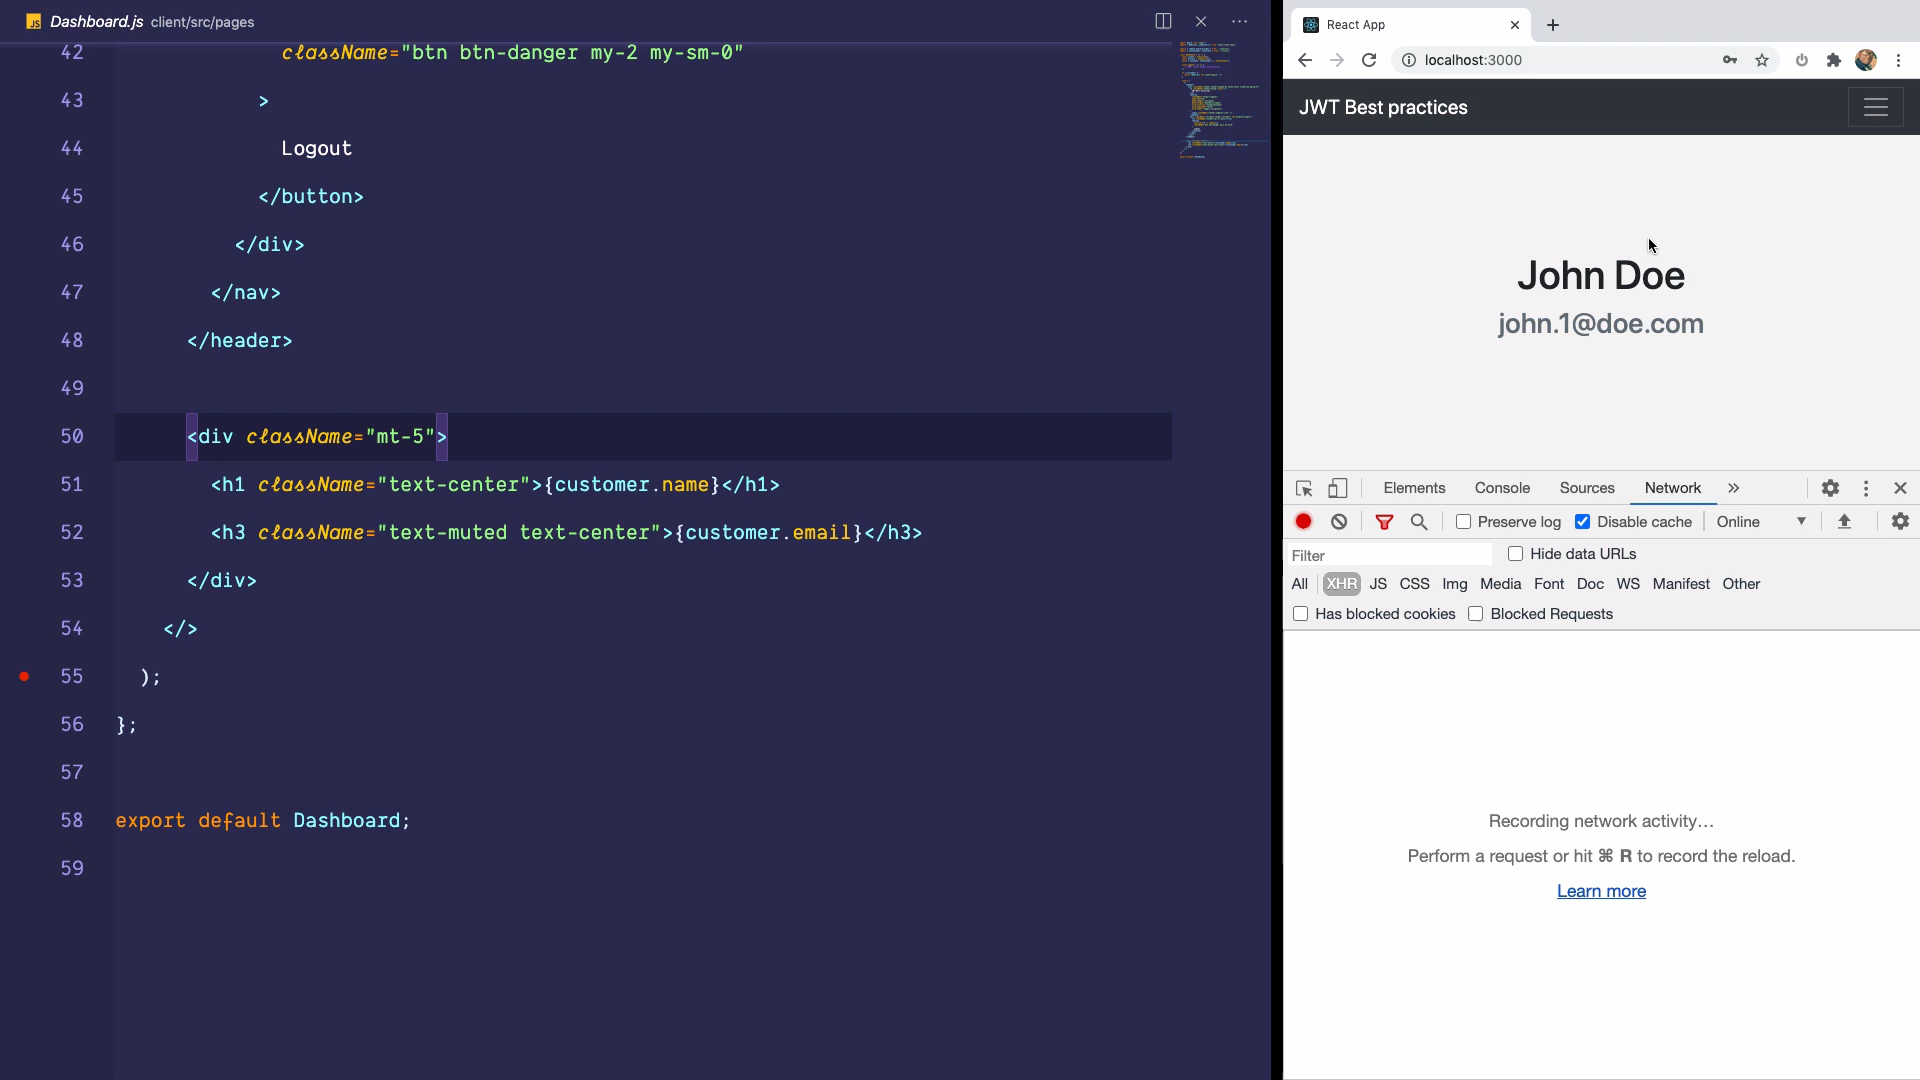 JS Dashboard.js client/src/pages
42 className="btn btn-danger my-2 my-sm-0"
43 >
44 Logout
45 </button>
46 </div>
47 </nav>
48 </header>
49
50 <div className="mt-5">
51 <h1 className="text-center">{customer.name}</h1>
52 <h3 className="text-muted text-center">{customer.email}</h3>
53 </div>
54 </>
55 );
56 };
57
58 export default Dashboard;
59
React App
localhost:3000
JWT Best practices
John Doe
john.1@doe.com
Elements Console Sources Network »
Preserve log Disable cache Online
Filter Hide data URLs
All XHR JS CSS Img Media Font Doc WS Manifest Other
Has blocked cookies Blocked Requests
Recording network activity…
Perform a request or hit ⌘ R to record the reload.
Learn more